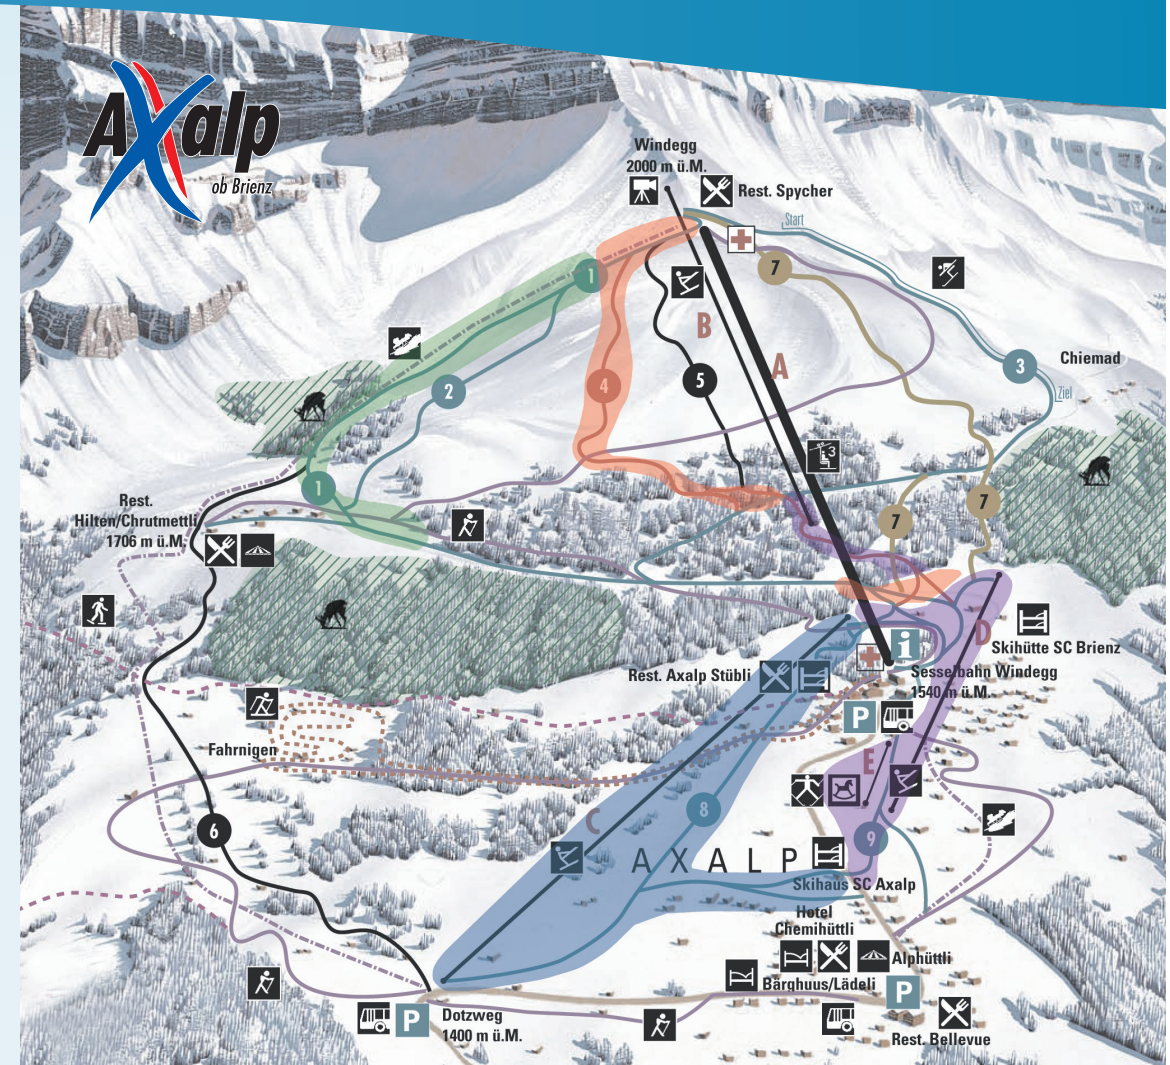 AXalp
ob Brienz
Windegg
2000 m ü.M.
Rest. Spycher
Start
1
7
B
A
3
Chiemad
Ziel
2
4
5
3
1
7
7
Rest.
Hilten/Chrutmettli
1706 m ü.M.
D
Skihütte SC Brienz
i
Rest. Axalp Stübli
Sesselbahn Windegg
1540 m ü.M.
P
Fahrnigen
E
6
C
8
9
AXALP
Skihaus SC Axalp
Hotel
Chemihüttli
Alphüttli
Bärghuus/Lädeli
P
P
Dotzweg
1400 m ü.M.
Rest. Bellevue